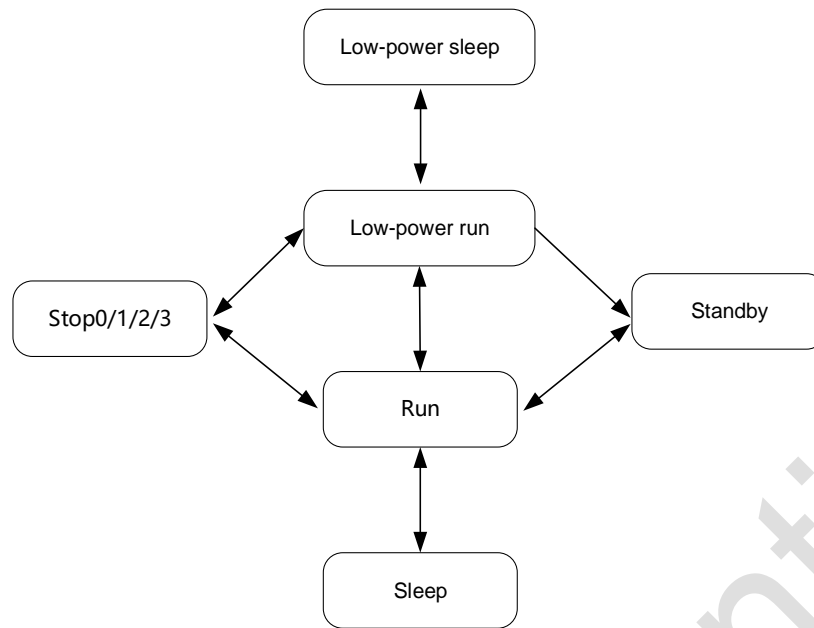 Low-power sleep
Low-power run
Stop0/1/2/3
Standby
Run
Sleep